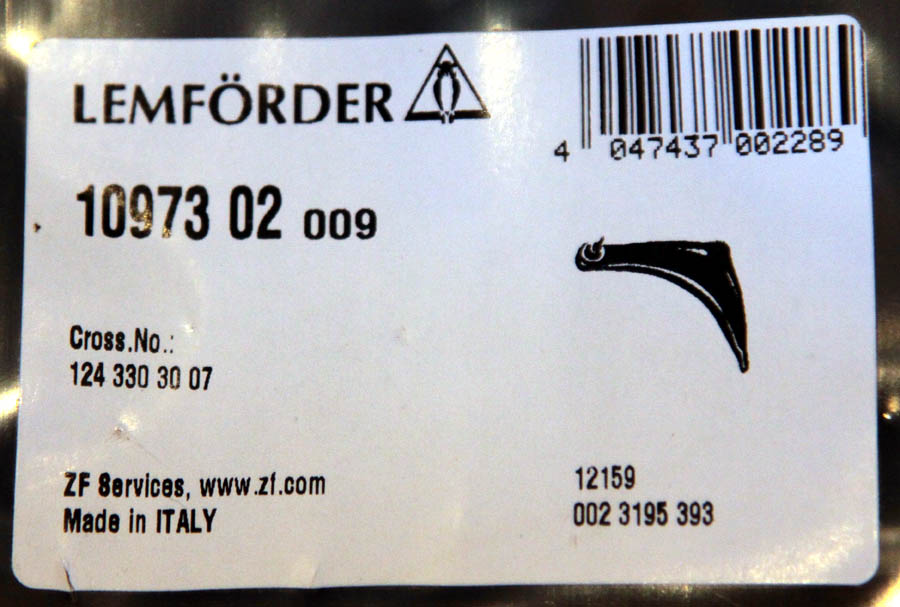 LEMFÖRDER
4 047437 002289
10973 02 009
Cross.No.:
124 330 30 07
ZF Services, www.zf.com
Made in ITALY
12159
002 3195 393